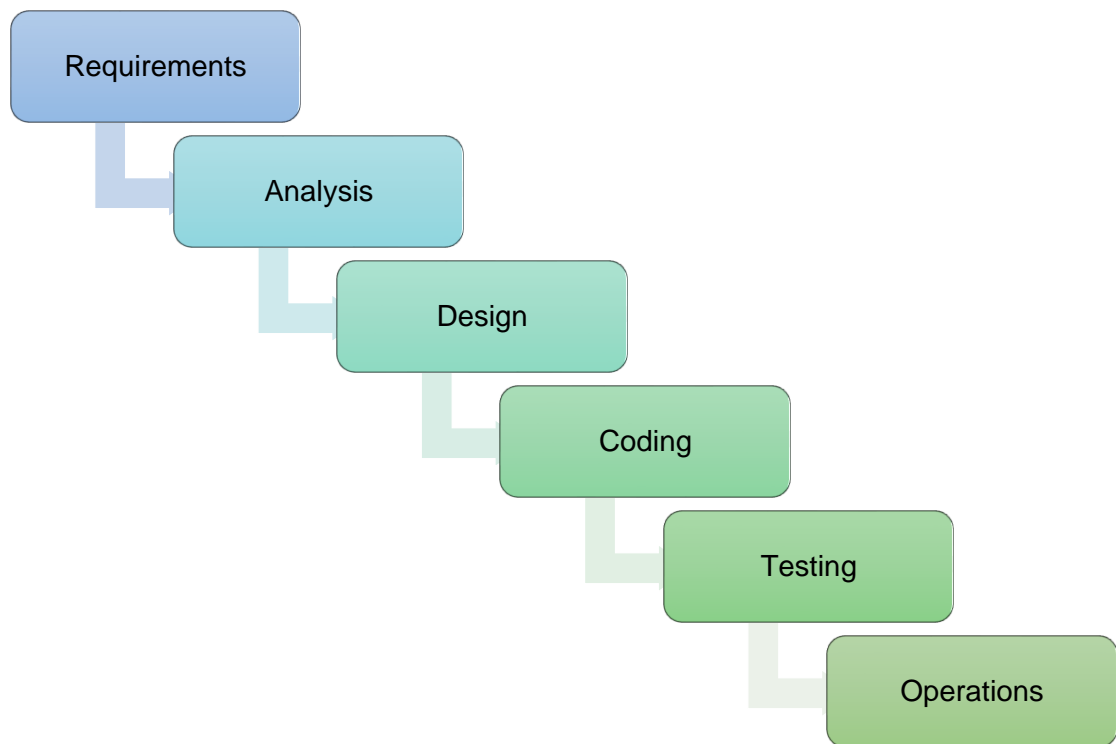 Requirements
Analysis
Design
Coding
Testing
Operations